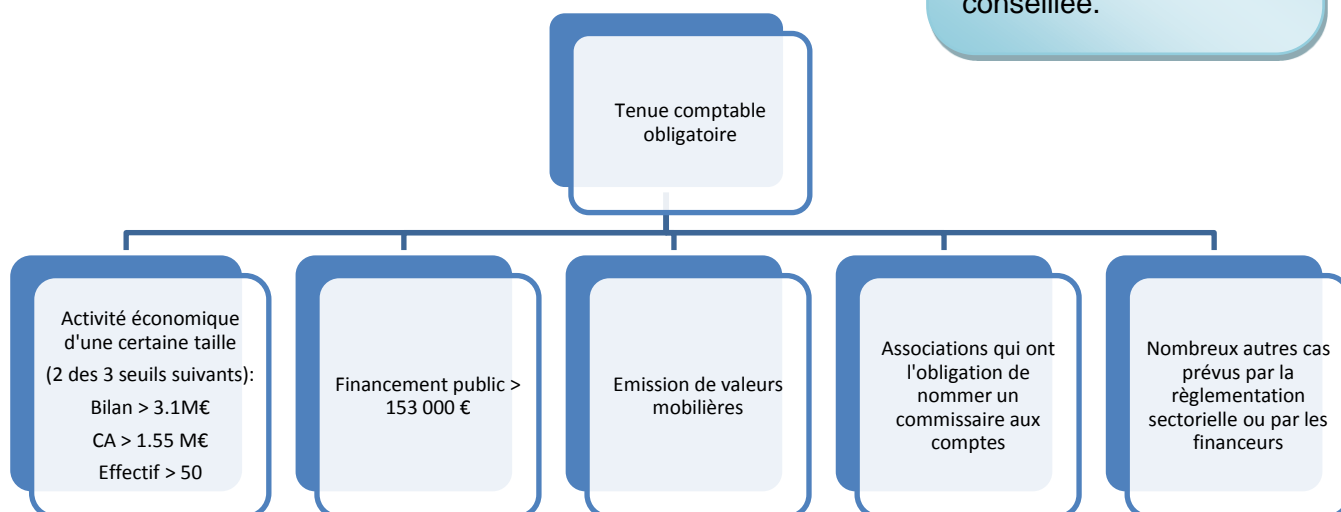 conseillée.
Tenue comptable
obligatoire
Activité économique
d'une certaine taille
(2 des 3 seuils suivants):
Bilan > 3.1M€
CA > 1.55 M€
Effectif > 50
Financement public >
153 000 €
Emission de valeurs
mobilières
Associations qui ont
l'obligation de
nommer un
commissaire aux
comptes
Nombreux autres cas
prévus par la
règlementation
sectorielle ou par les
financeurs